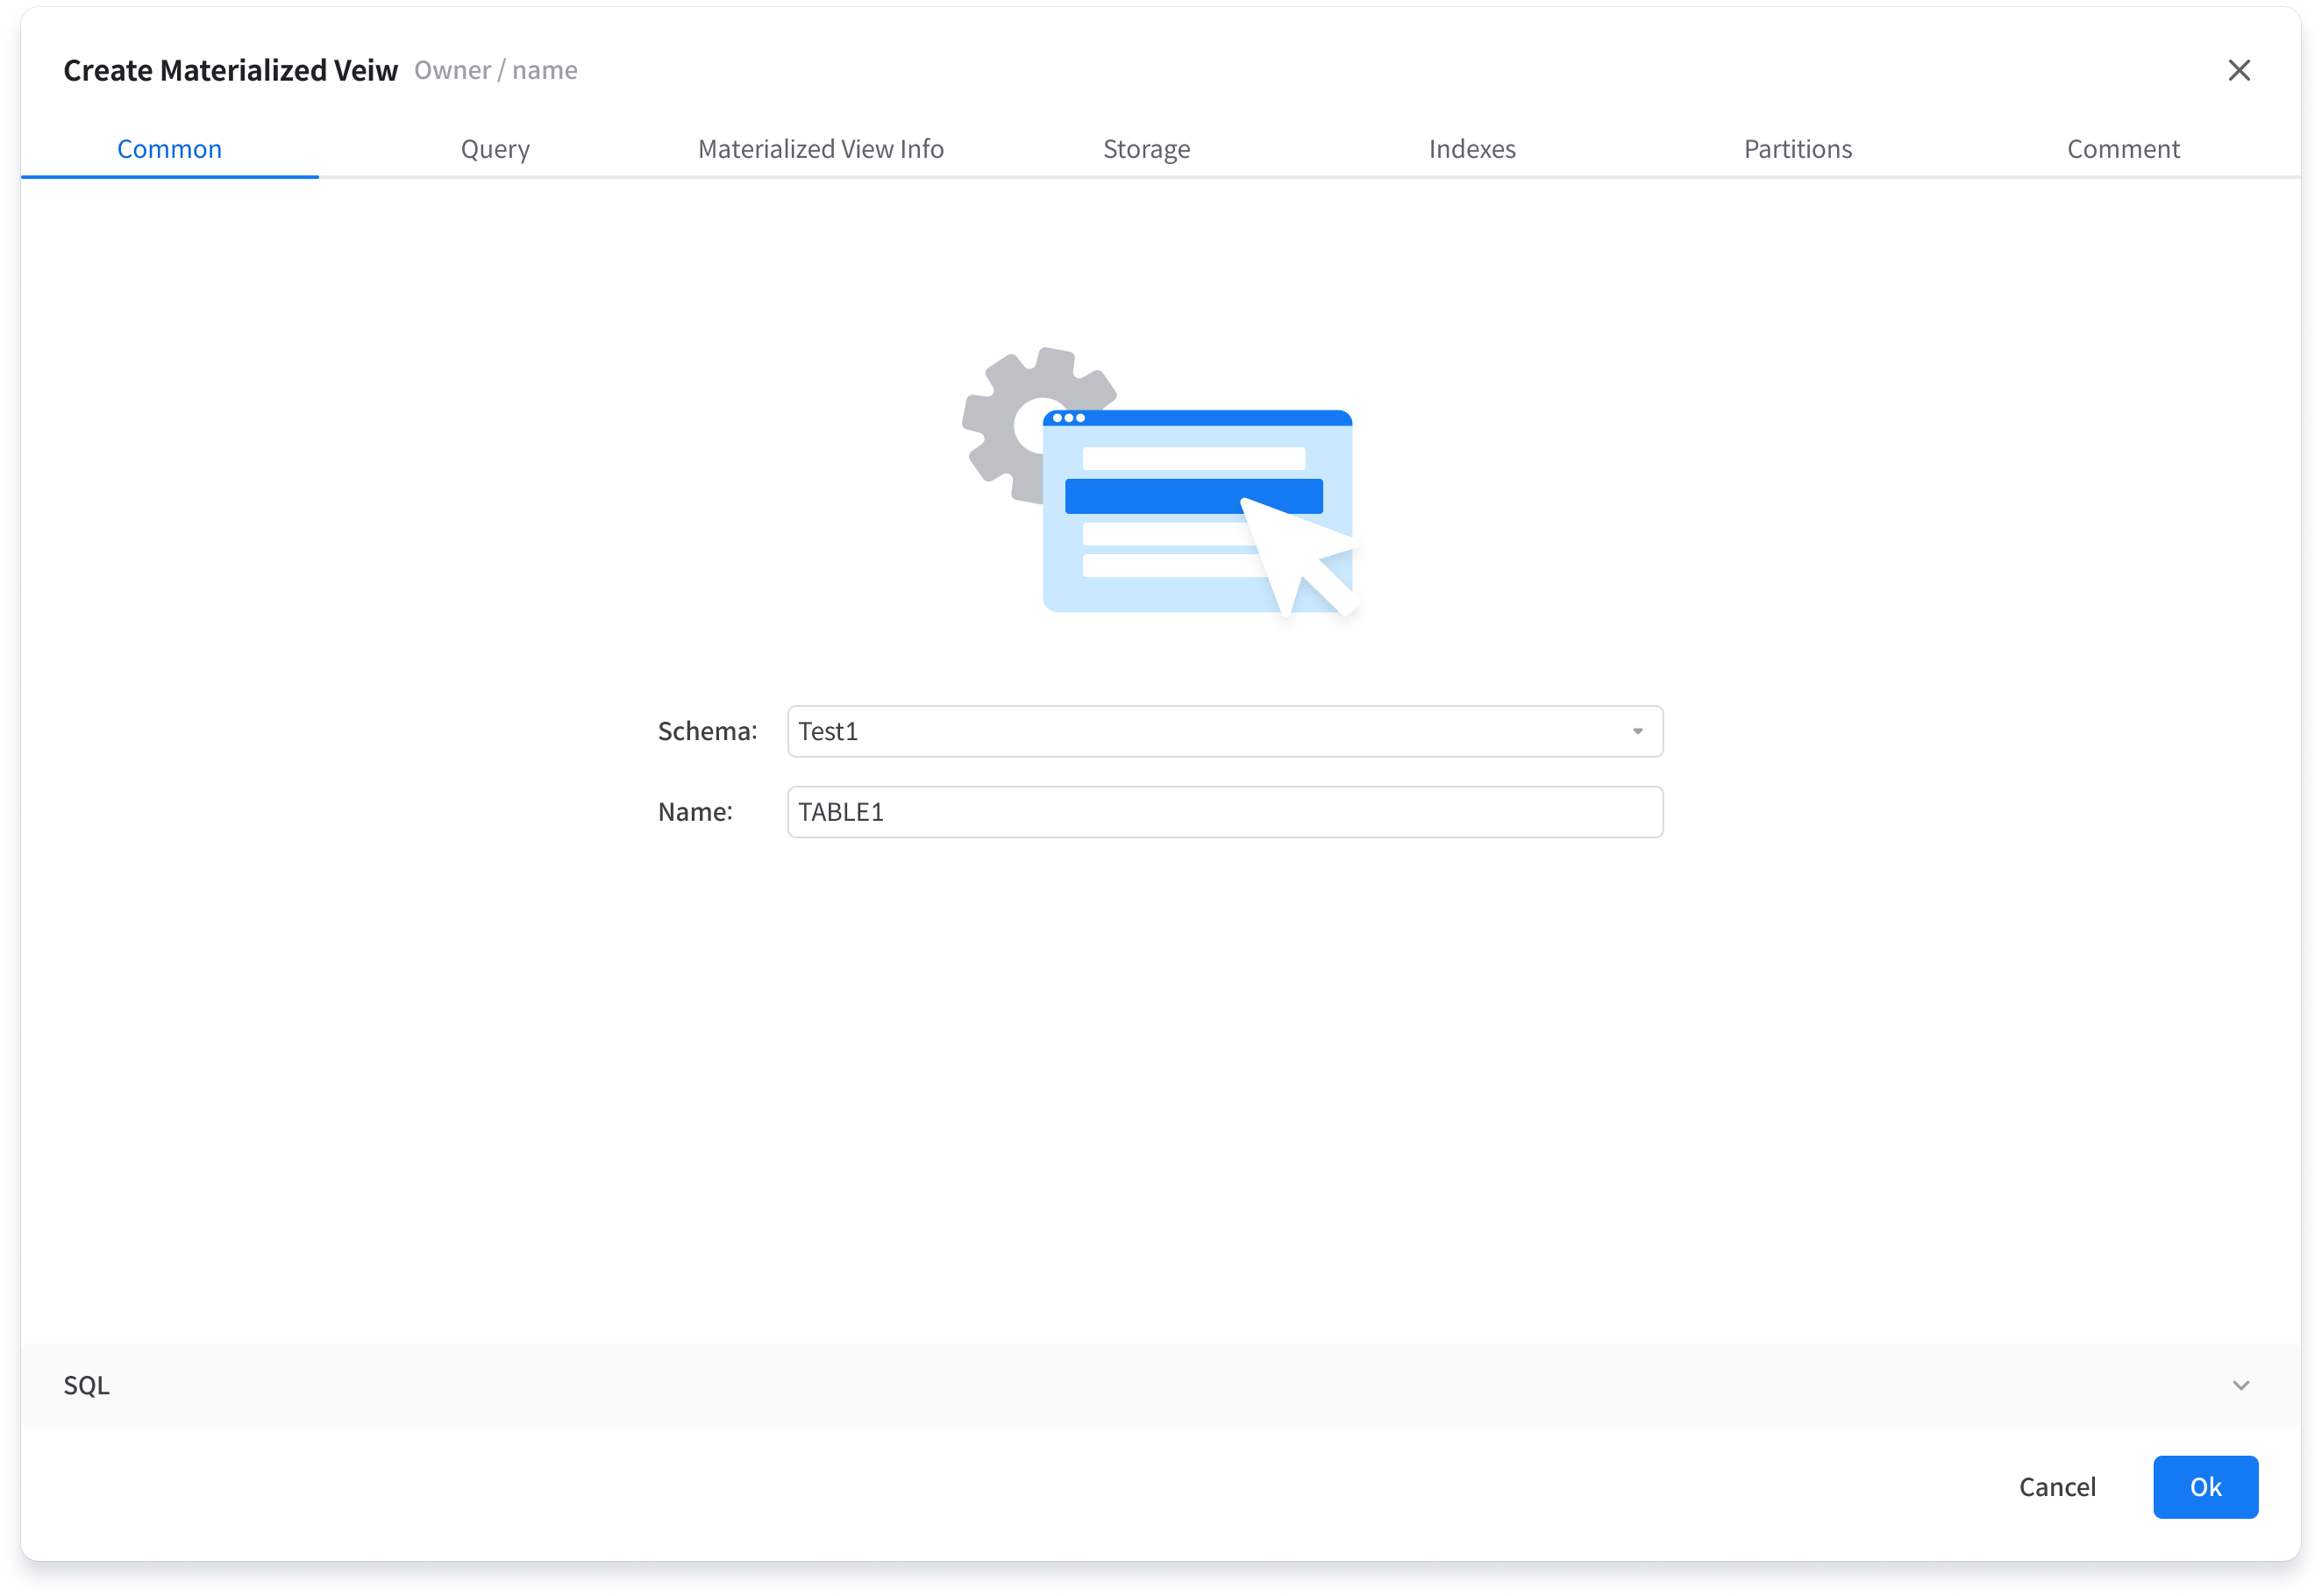 Create Materialized Veiw Owner / name
Common Query Materialized View Info Storage Indexes Partitions Comment
Schema: Test1
Name: TABLE1
SQL
Cancel Ok